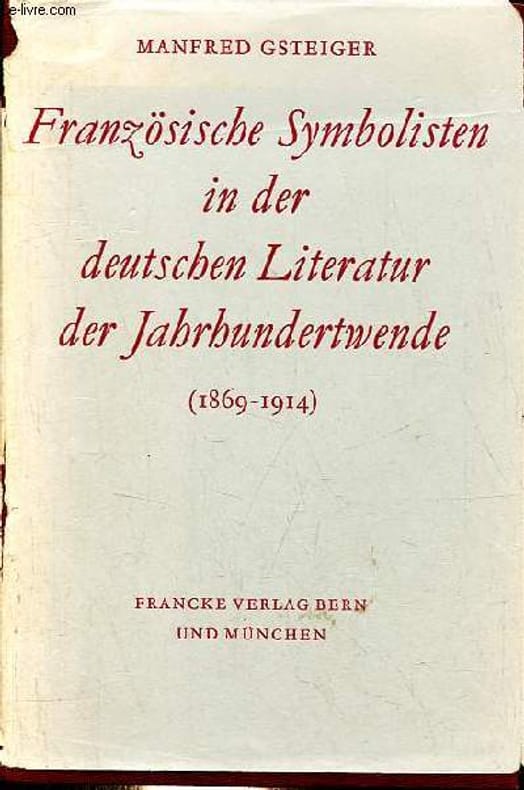 e-livre.com
MANFRED GSTEIGER
Französische Symbolisten
in der
deutschen Literatur
der Jahrhundertwende
(1869-1914)
FRANCKE VERLAG BERN
UND MÜNCHEN